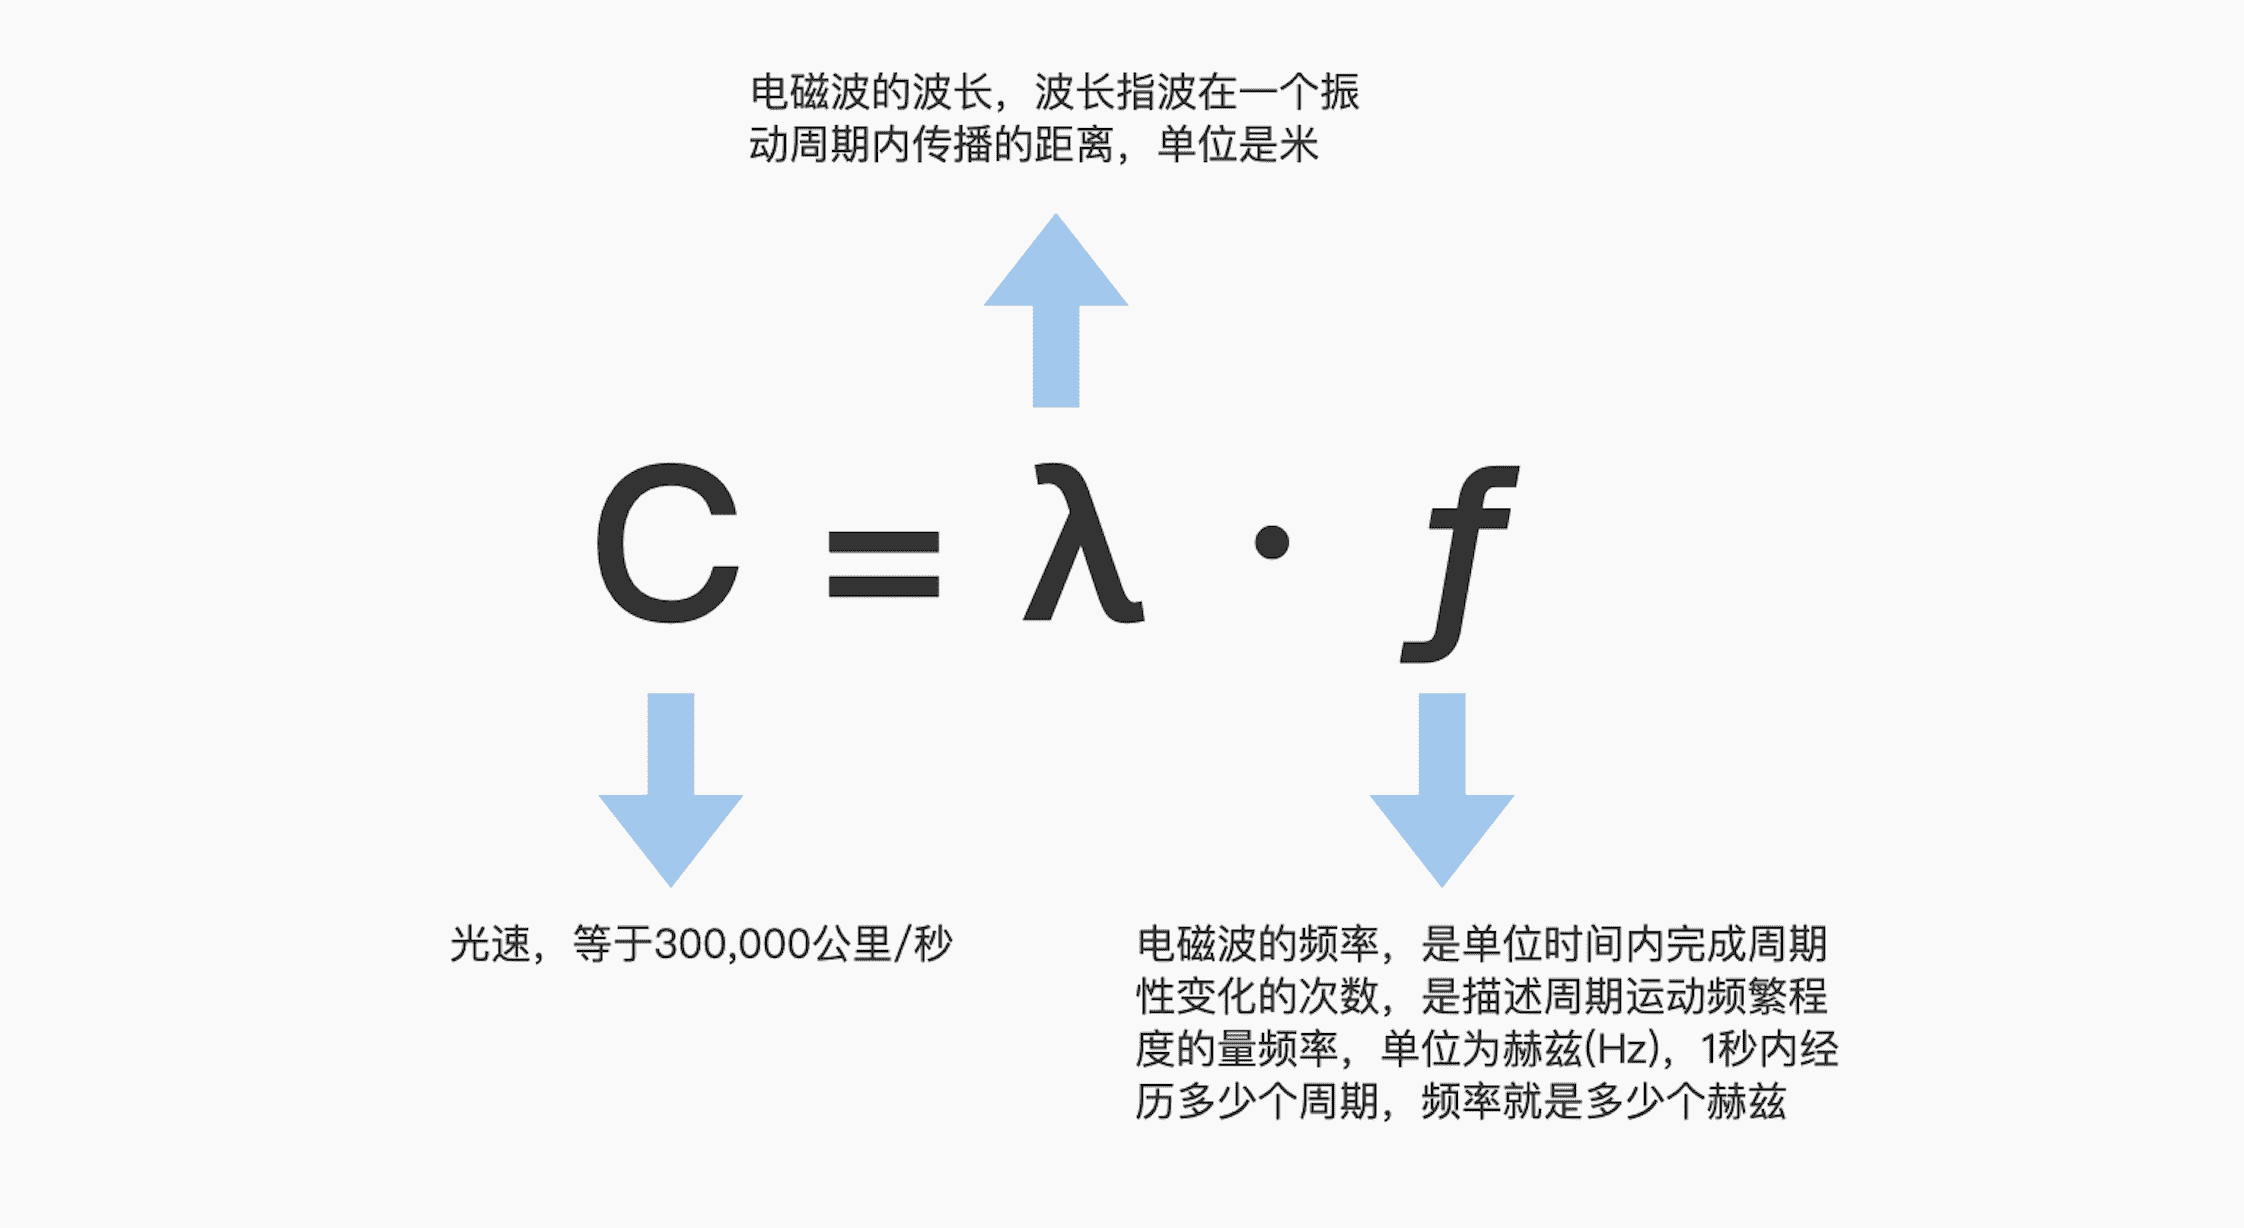 电磁波的波长，波长指波在一个振
动周期内传播的距离，单位是米
C = λ · f
光速，等于300,000公里/秒
电磁波的频率，是单位时间内完成周期
性变化的次数，是描述周期运动频繁程
度的量频率，单位为赫兹(Hz)，1秒内经
历多少个周期，频率就是多少个赫兹